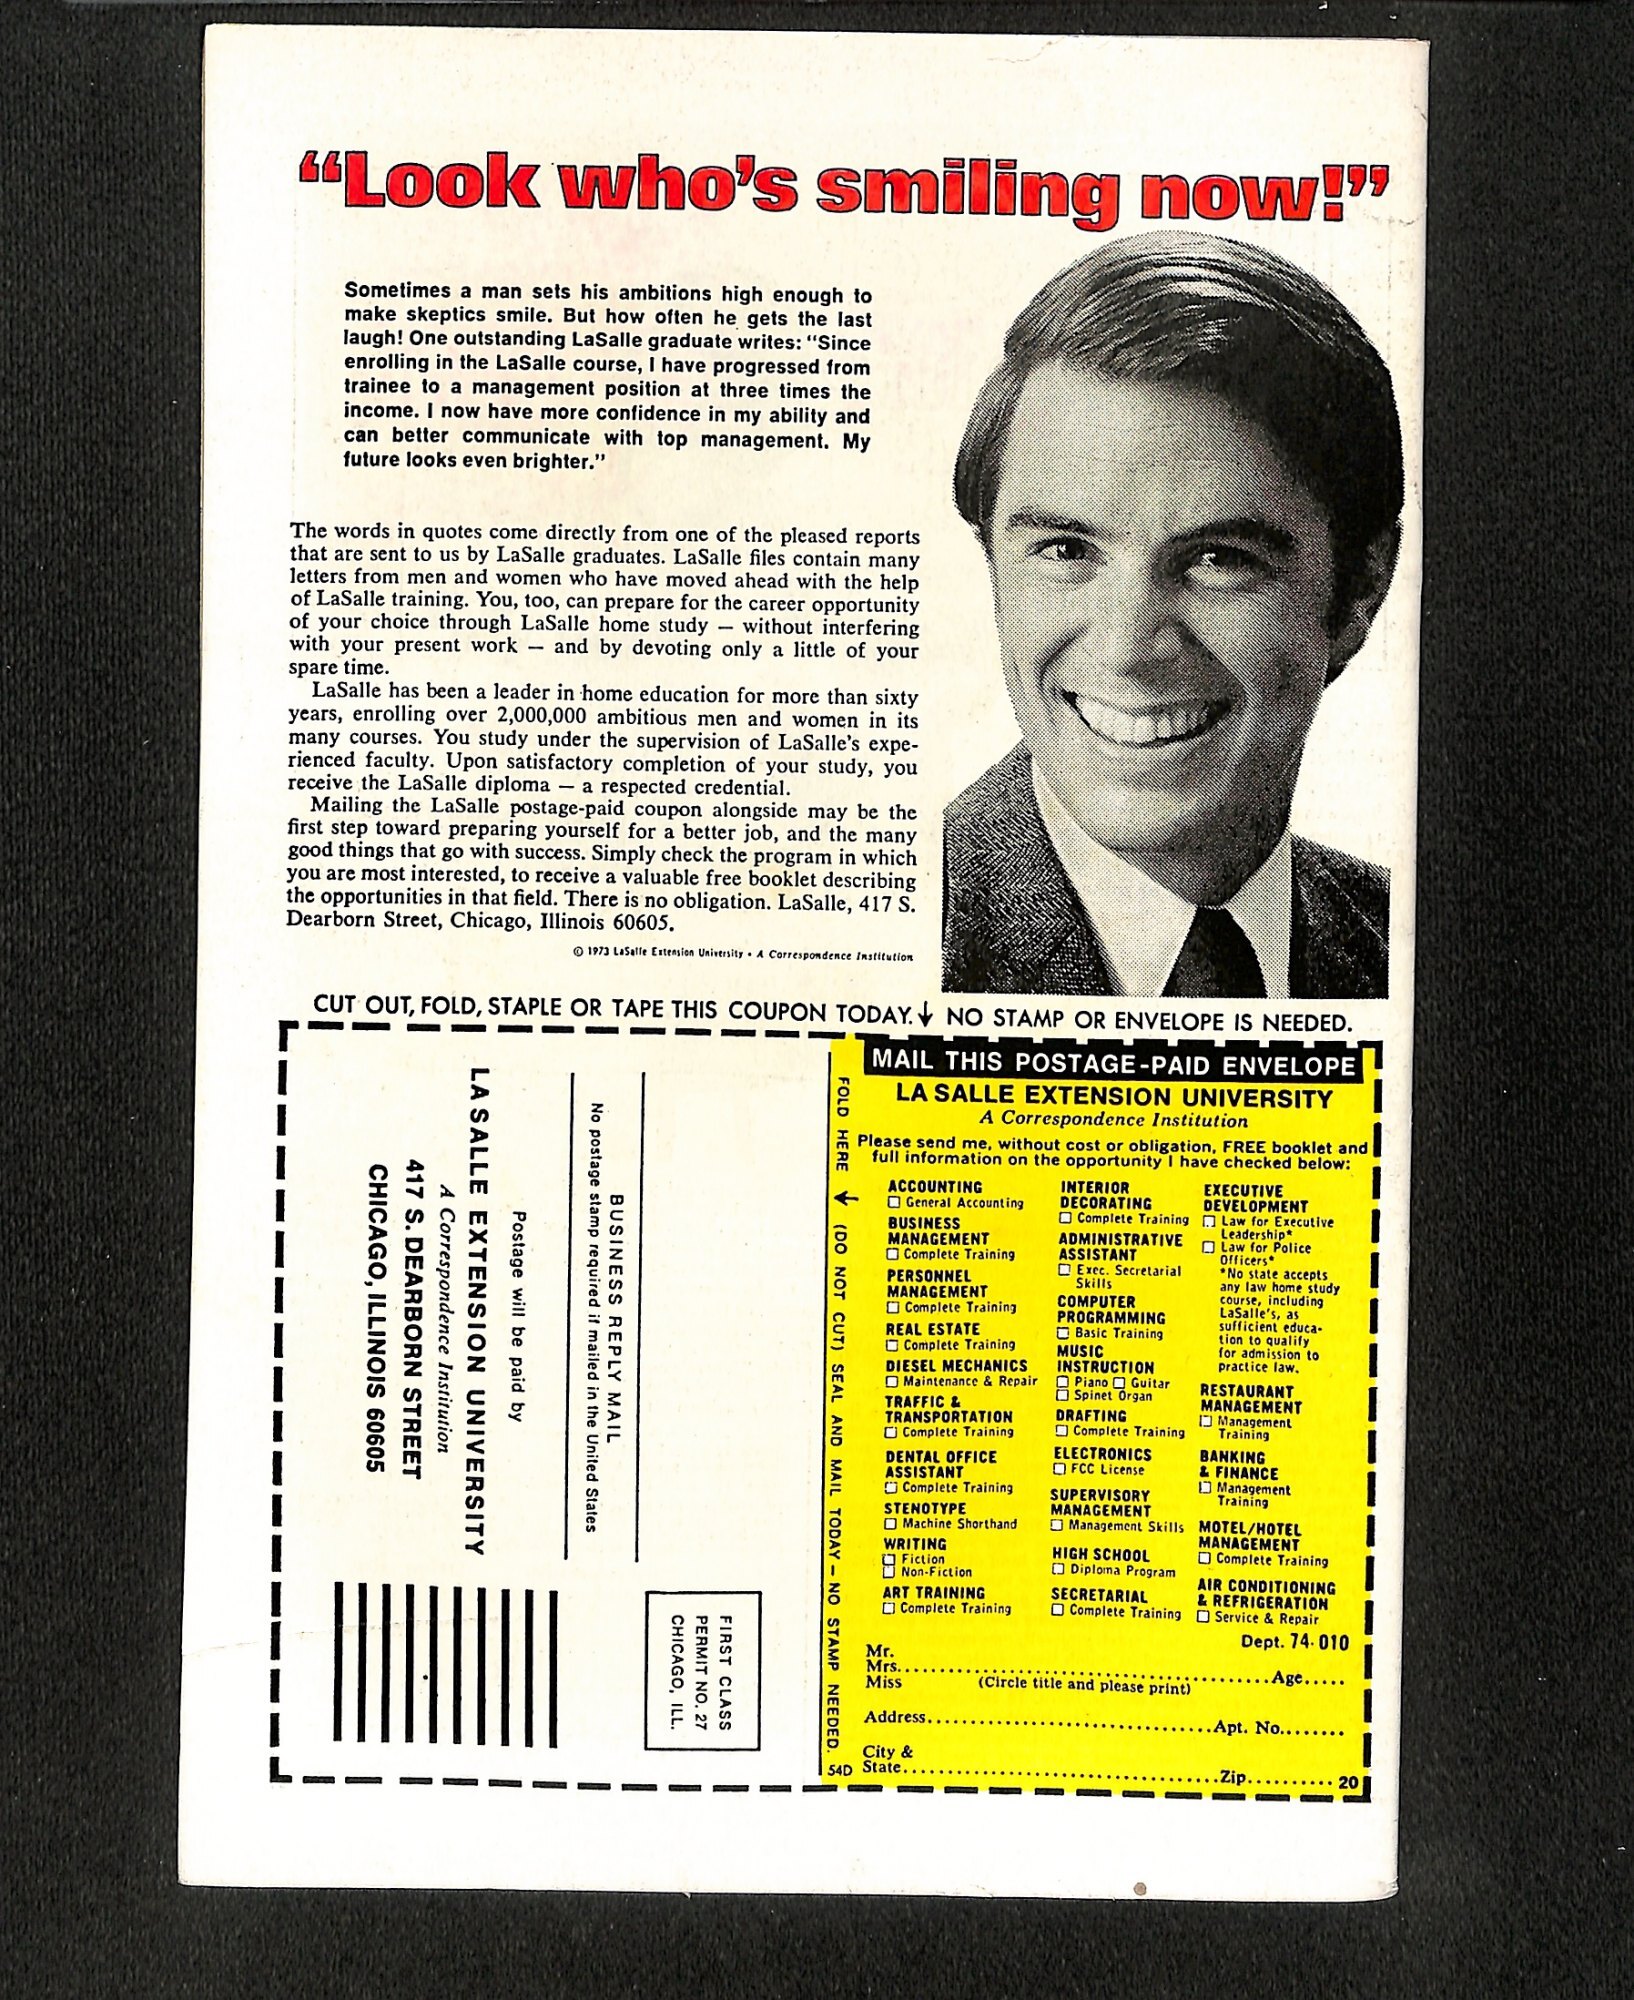 “Look who’s smiling now!”
Sometimes a man sets his ambitions high enough to
make skeptics smile. But how often he gets the last
laugh! One outstanding LaSalle graduate writes: “Since
enrolling in the LaSalle course, I have progressed from
trainee to a management position at three times the
income. I now have more confidence in my ability and
can better communicate with top management. My
future looks even brighter.”
The words in quotes come directly from one of the pleased reports
that are sent to us by LaSalle graduates. LaSalle files contain many
letters from men and women who have moved ahead with the help
of LaSalle training. You, too, can prepare for the career opportunity
of your choice through LaSalle home study — without interfering
with your present work — and by devoting only a little of your
spare time.
LaSalle has been a leader in home education for more than sixty
years, enrolling over 2,000,000 ambitious men and women in its
many courses. You study under the supervision of LaSalle’s expe-
rienced faculty. Upon satisfactory completion of your study, you
receive the LaSalle diploma — a respected credential.
Mailing the LaSalle postage-paid coupon alongside may be the
first step toward preparing yourself for a better job, and the many
good things that go with success. Simply check the program in which
you are most interested, to receive a valuable free booklet describing
the opportunities in that field. There is no obligation. LaSalle, 417 S.
Dearborn Street, Chicago, Illinois 60605.
© 1973 LaSalle Extension University • A Correspondence Institution
CUT OUT, FOLD, STAPLE OR TAPE THIS COUPON TODAY. ↓ NO STAMP OR ENVELOPE IS NEEDED.
FIRST CLASS
PERMIT NO. 27
CHICAGO, ILL.
BUSINESS REPLY MAIL
No postage stamp required if mailed in the United States
Postage will be paid by
LA SALLE EXTENSION UNIVERSITY
A Correspondence Institution
417 S. DEARBORN STREET
CHICAGO, ILLINOIS 60605
FOLD HERE ↓ (DO NOT CUT) SEAL AND MAIL TODAY — NO STAMP NEEDED.
54D
MAIL THIS POSTAGE-PAID ENVELOPE
LA SALLE EXTENSION UNIVERSITY
A Correspondence Institution
Please send me, without cost or obligation, FREE booklet and
full information on the opportunity I have checked below:
ACCOUNTING
☐ General Accounting
BUSINESS
MANAGEMENT
☐ Complete Training
PERSONNEL
MANAGEMENT
☐ Complete Training
REAL ESTATE
☐ Complete Training
DIESEL MECHANICS
☐ Maintenance & Repair
TRAFFIC &
TRANSPORTATION
☐ Complete Training
DENTAL OFFICE
ASSISTANT
☐ Complete Training
STENOTYPE
☐ Machine Shorthand
WRITING
☐ Fiction
☐ Non-Fiction
ART TRAINING
☐ Complete Training
INTERIOR
DECORATING
☐ Complete Training
ADMINISTRATIVE
ASSISTANT
☐ Exec. Secretarial
Skills
COMPUTER
PROGRAMMING
☐ Basic Training
MUSIC
INSTRUCTION
☐ Piano ☐ Guitar
☐ Spinet Organ
DRAFTING
☐ Complete Training
ELECTRONICS
☐ FCC License
SUPERVISORY
MANAGEMENT
☐ Management Skills
HIGH SCHOOL
☐ Diploma Program
SECRETARIAL
☐ Complete Training
EXECUTIVE
DEVELOPMENT
☐ Law for Executive
Leadership*
☐ Law for Police
Officers*
*No state accepts
any law home study
course, including
LaSalle's, as
sufficient educa-
tion to qualify
for admission to
practice law.
RESTAURANT
MANAGEMENT
☐ Management
Training
BANKING
& FINANCE
☐ Management
Training
MOTEL/HOTEL
MANAGEMENT
☐ Complete Training
AIR CONDITIONING
& REFRIGERATION
☐ Service & Repair
Dept. 74-010
Mr.
Mrs..........................................................Age.....
Miss (Circle title and please print)
Address..........................................Apt. No........
City &
State..........................................Zip.......... 20